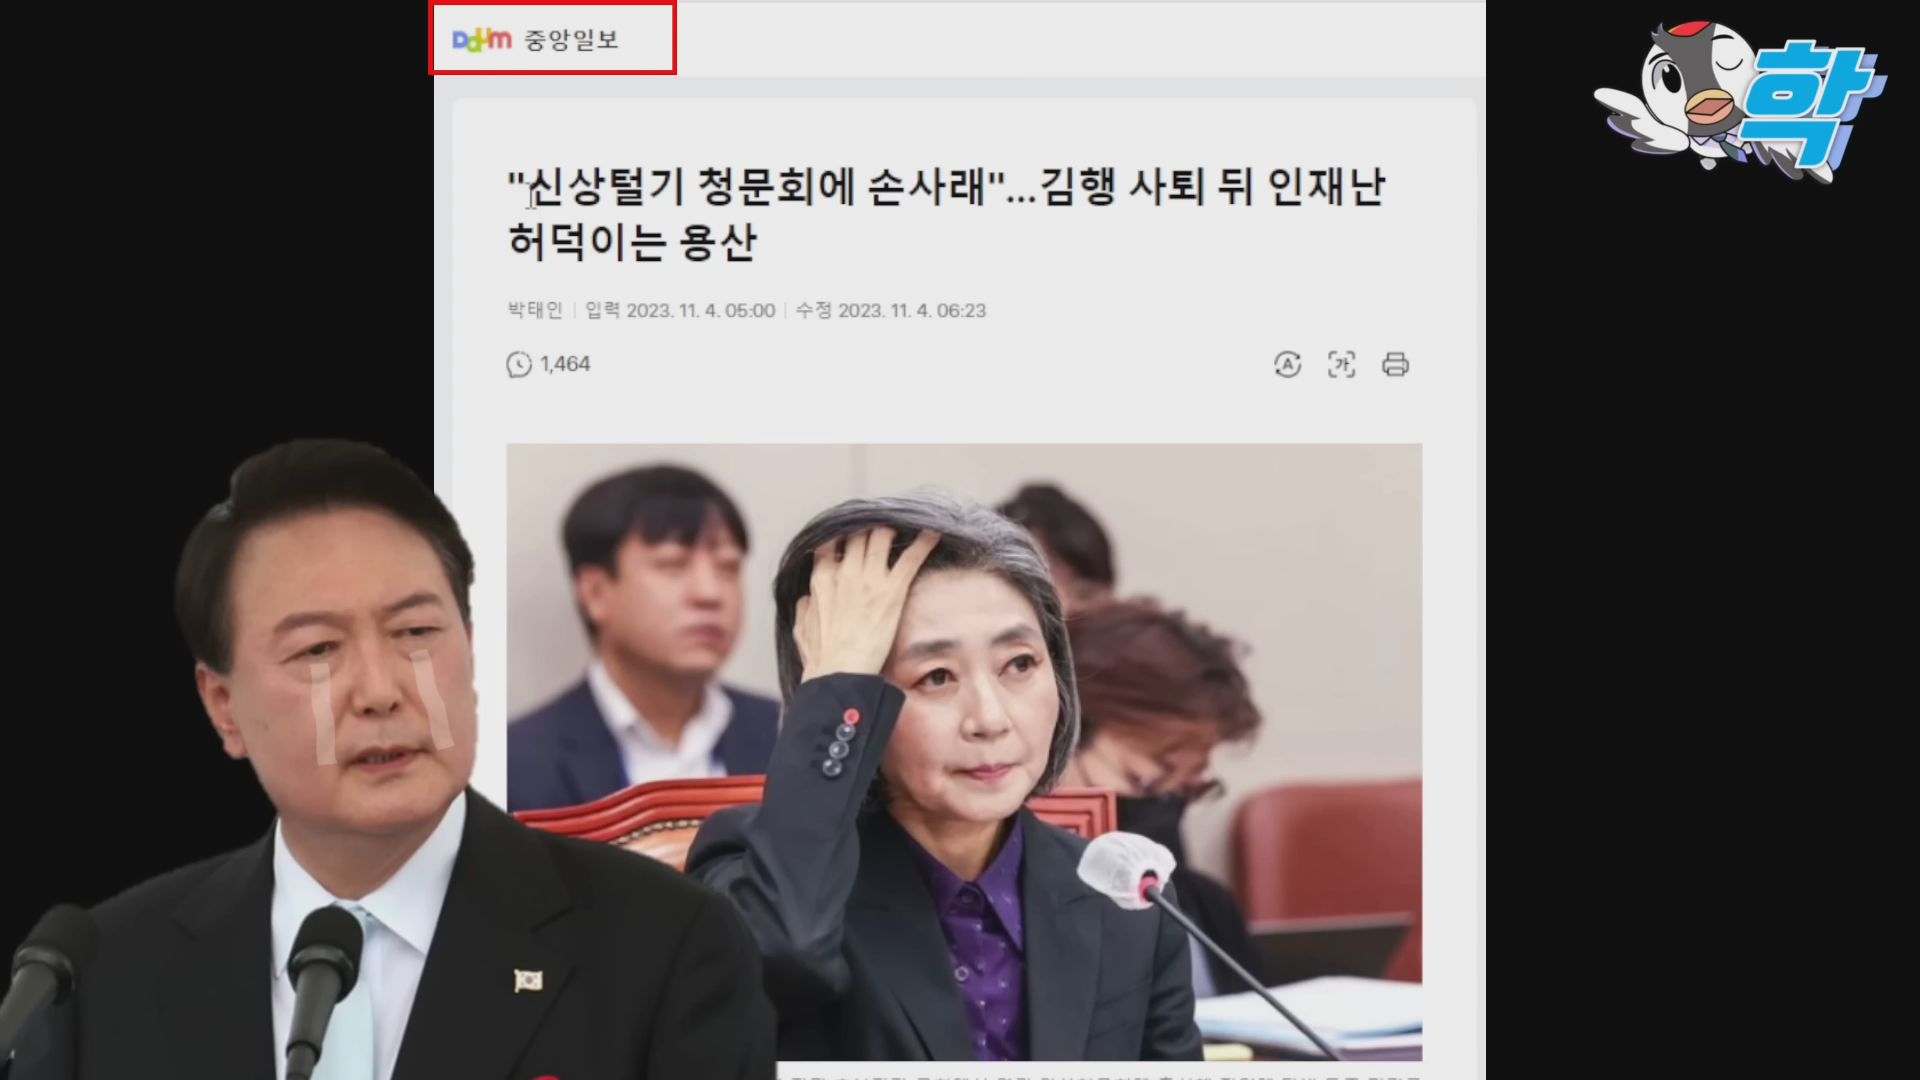 Daum 중앙일보
학
"신상털기 청문회에 손사래"...김행 사퇴 뒤 인재난
허덕이는 용산
박태인 | 입력 2023. 11. 4. 05:00 | 수정 2023. 11. 4. 06:23
1,464
가